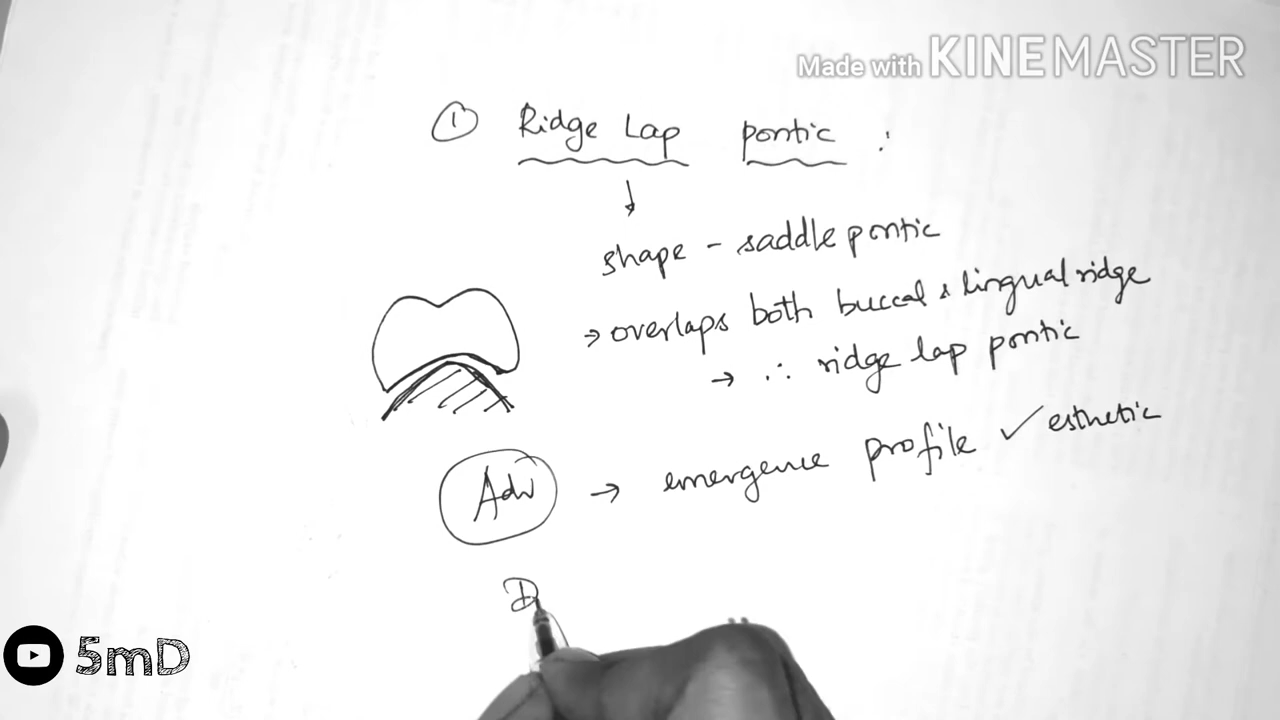 Made with KINEMASTER
① Ridge Lap pontic :
↓
shape - saddle pontic
→ overlaps both buccal & lingual ridge
→ ∴ ridge lap pontic
Adv → emergence profile ✓ esthetic
D
5mD